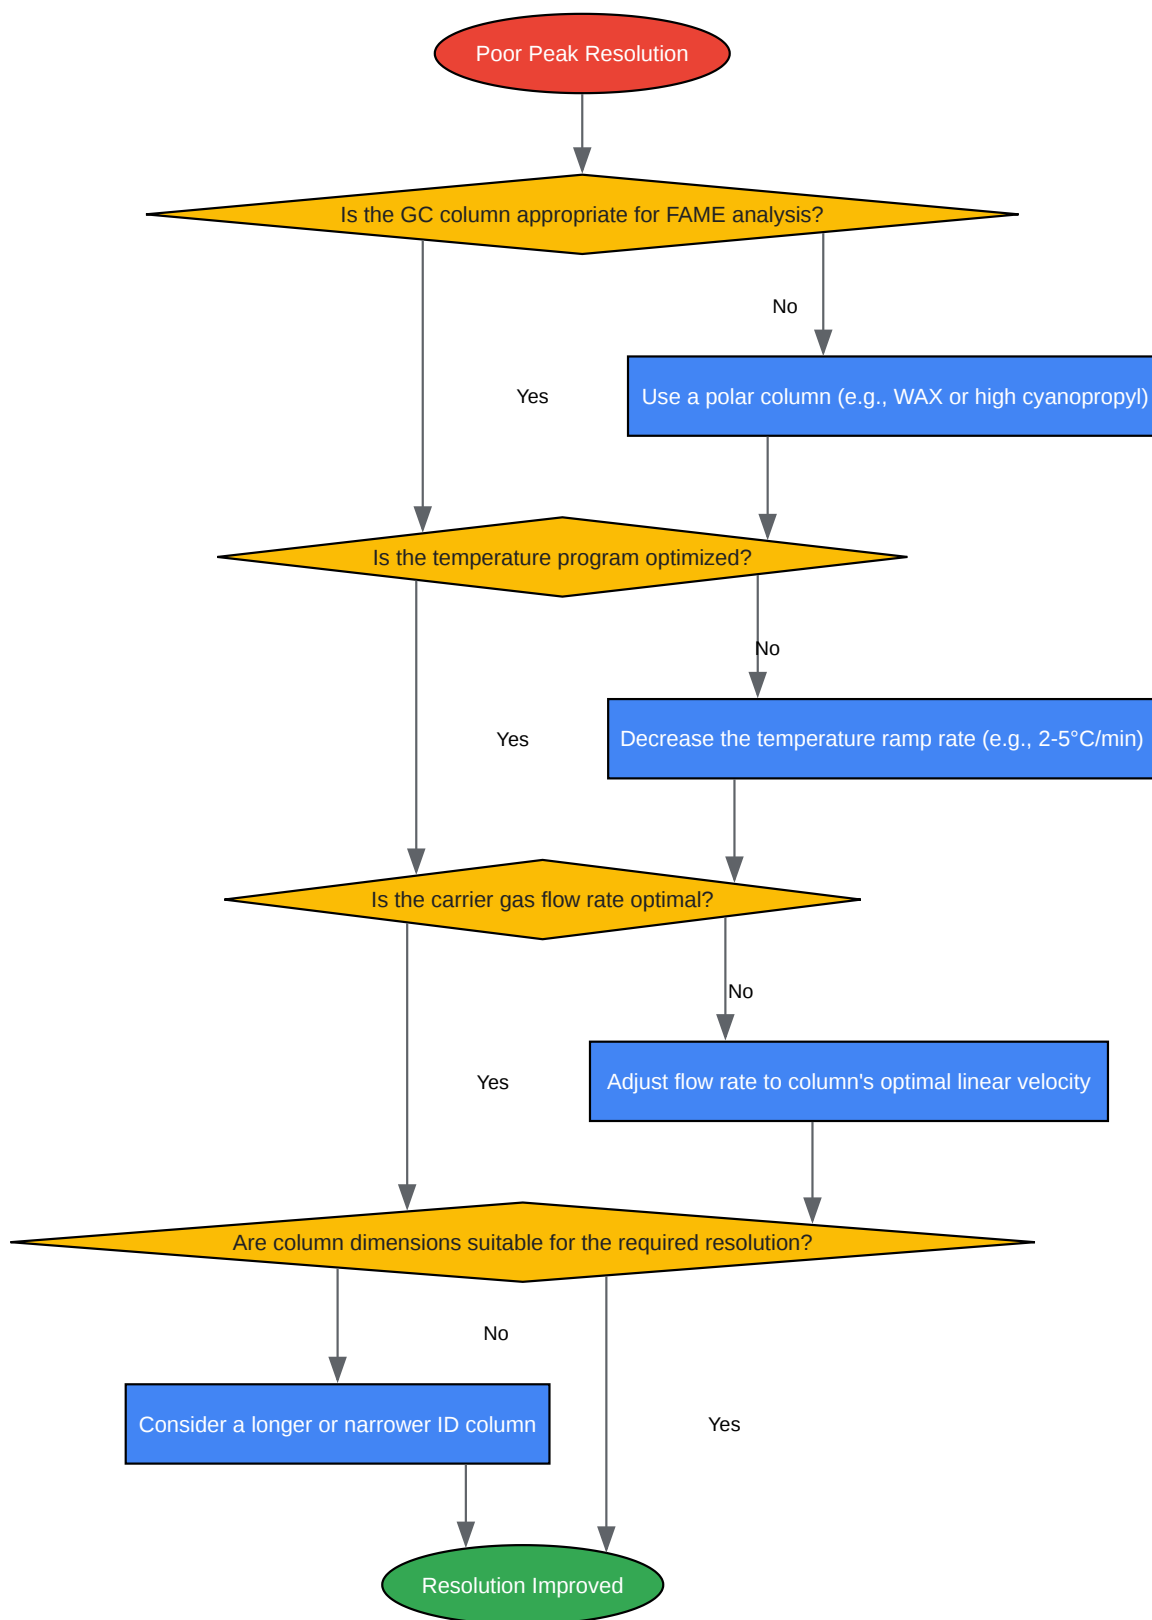 Poor Peak Resolution
Is the GC column appropriate for FAME analysis?
No
Yes
Use a polar column (e.g., WAX or high cyanopropyl)
Is the temperature program optimized?
No
Yes
Decrease the temperature ramp rate (e.g., 2-5°C/min)
Is the carrier gas flow rate optimal?
No
Yes
Adjust flow rate to column's optimal linear velocity
Are column dimensions suitable for the required resolution?
No
Consider a longer or narrower ID column
Yes
Resolution Improved